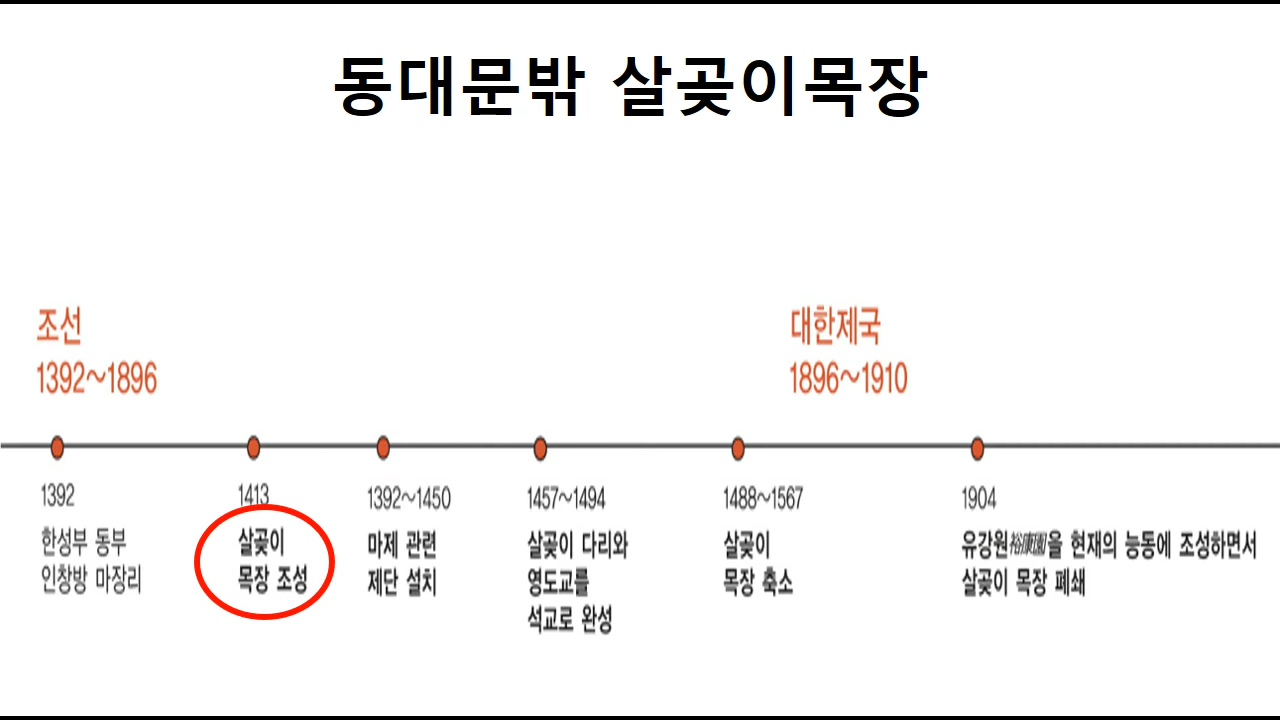 동대문밖 살곶이목장
조선
1392~1896
대한제국
1896~1910
1392
한성부 동부
인창방 마장리
1413
살곶이
목장 조성
1392~1450
마제 관련
제단 설치
1457~1494
살곶이 다리와
영도교를
석교로 완성
1488~1567
살곶이
목장 축소
1904
유강원裕康園을 현재의 능동에 조성하면서
살곶이 목장 폐쇄